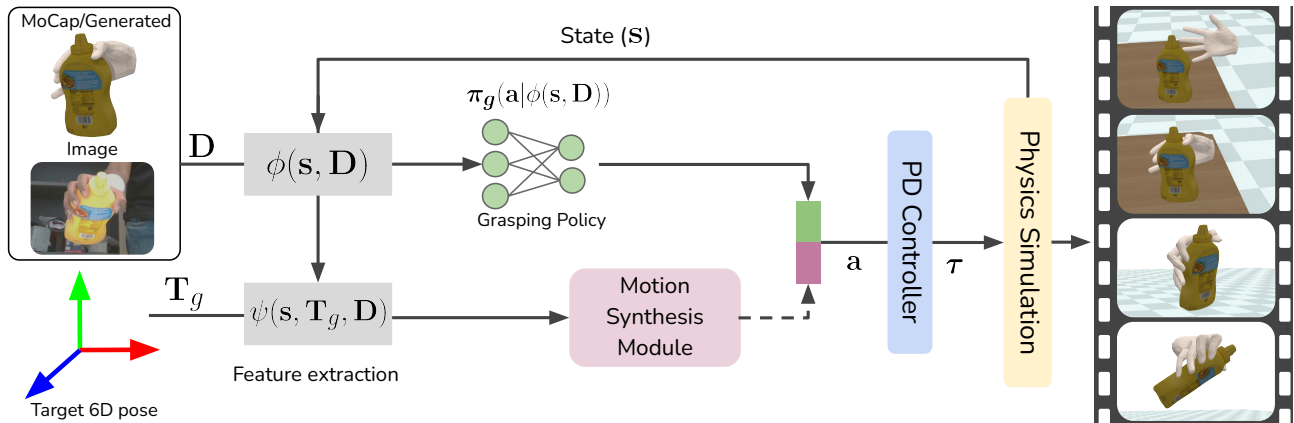 MoCap/Generated
Image
D
State (s)
ϕ(s, D)
π_g(a|ϕ(s, D))
Grasping Policy
T_g
ψ(s, T_g, D)
Feature extraction
Target 6D pose
Motion
Synthesis
Module
a
PD Controller
τ
Physics Simulation